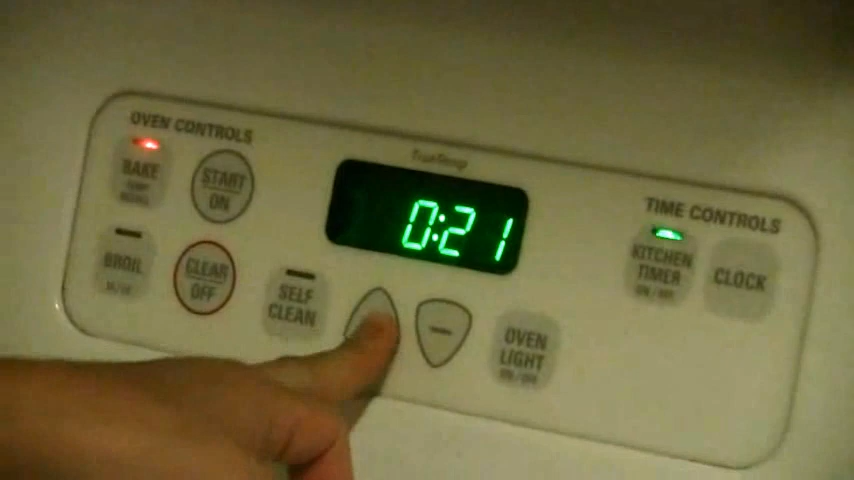 OVEN CONTROLS
TrueTemp
BAKE
START
ON
0:21
TIME CONTROLS
KITCHEN
TIMER
ON / OFF
CLOCK
BROIL
HI / LO
CLEAR
OFF
SELF
CLEAN
−
OVEN
LIGHT
ON / OFF